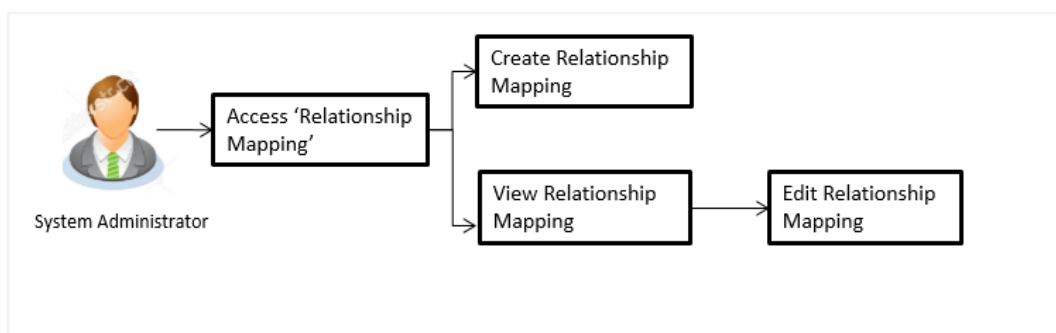 Create Relationship
Mapping
Access ‘Relationship
Mapping’
View Relationship
Mapping
Edit Relationship
Mapping
System Administrator